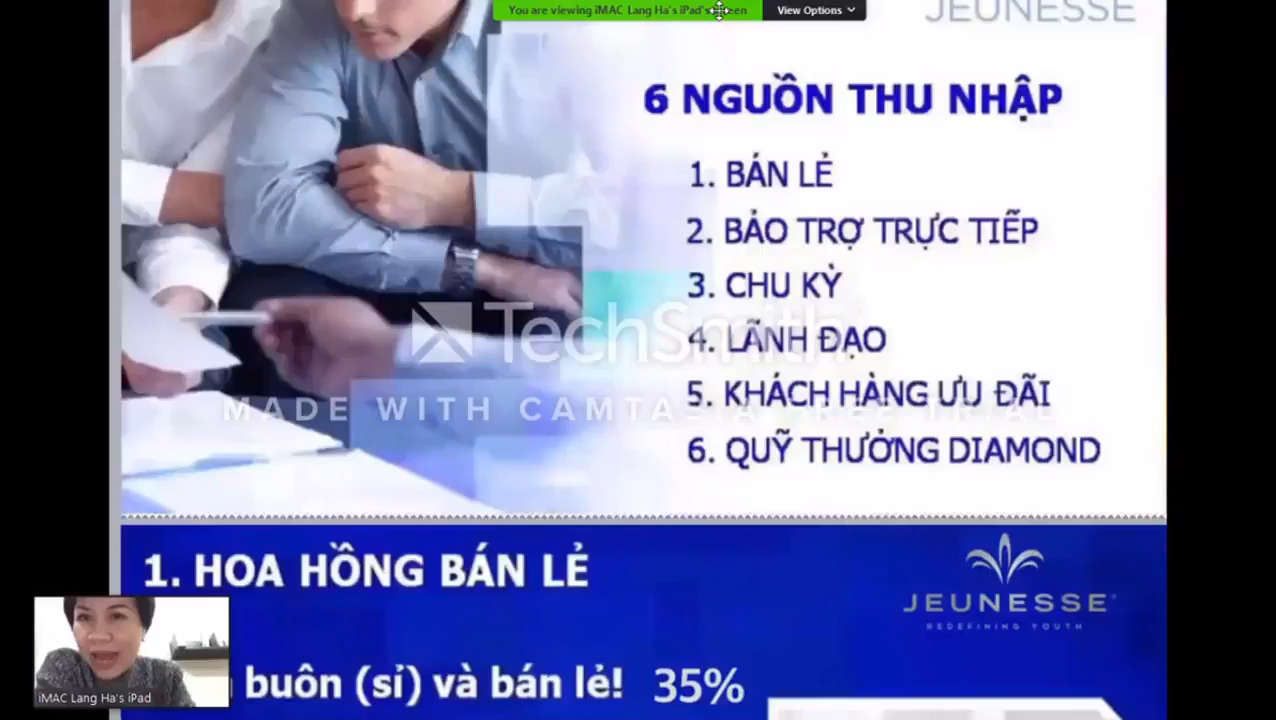 You are viewing iMAC Lang Ha's iPad's screen
View Options
JEUNESSE
6 NGUỒN THU NHẬP
1. BÁN LẺ
2. BẢO TRỢ TRỰC TIẾP
3. CHU KỲ
4. LÃNH ĐẠO
5. KHÁCH HÀNG ƯU ĐÃI
6. QUỸ THƯỞNG DIAMOND
TechSmith
MADE WITH CAMTASIA FREE TRIAL
1. HOA HỒNG BÁN LẺ
JEUNESSE
REDEFINING YOUTH
buôn (sỉ) và bán lẻ! 35%
iMAC Lang Ha's iPad